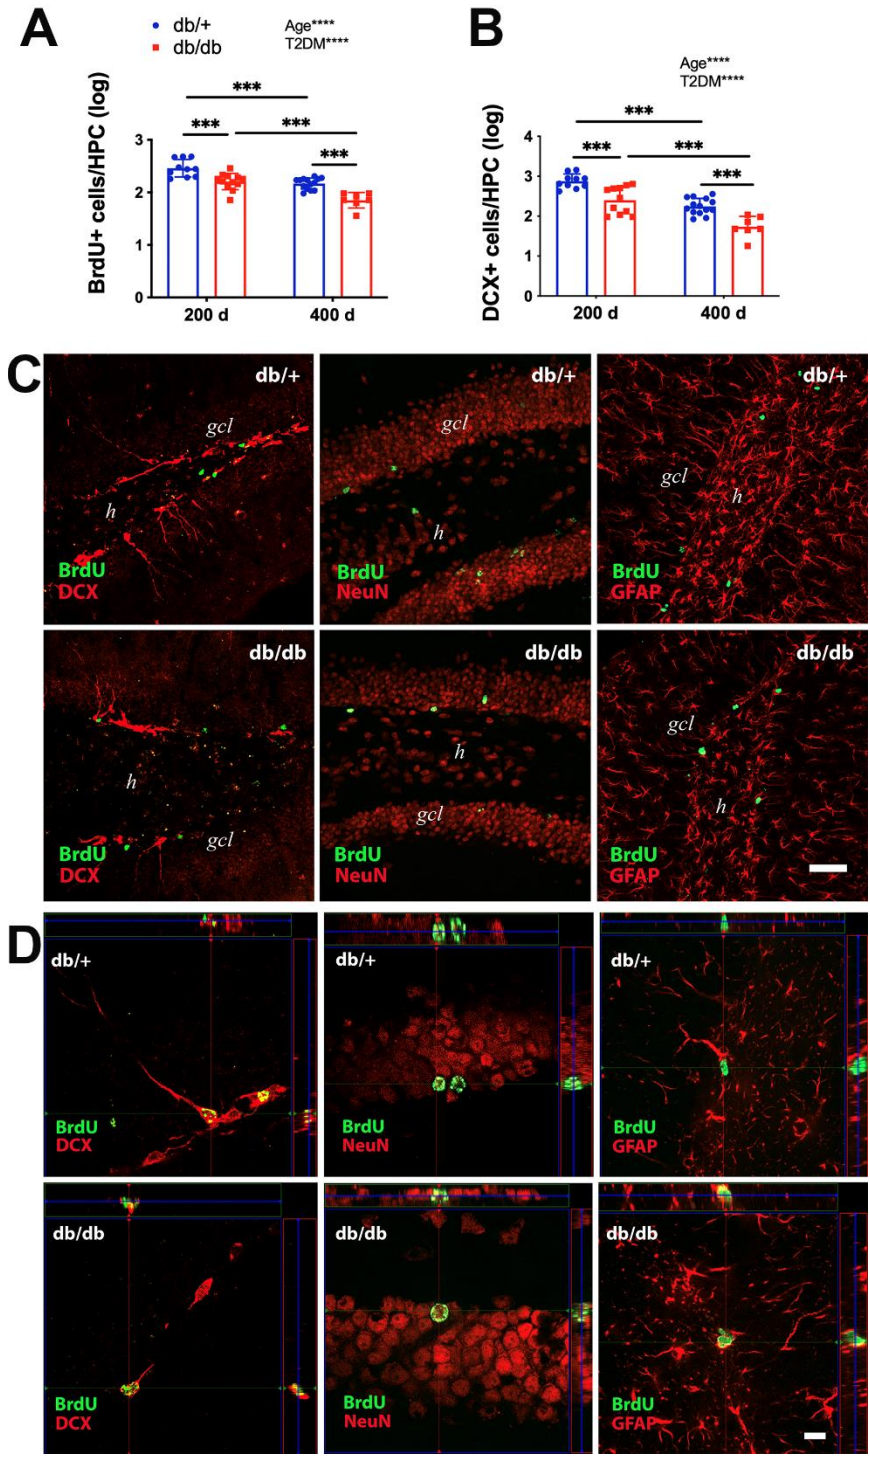 A
db/+
db/db
Age****
T2DM****
***
***
***
***
BrdU+ cells/HPC (log)
3
2
1
0
200 d
400 d
B
Age****
T2DM****
***
***
***
***
DCX+ cells/HPC (log)
4
3
2
1
0
200 d
400 d
C
db/+
gcl
h
BrdU
DCX
db/+
gcl
h
BrdU
NeuN
db/+
gcl
h
BrdU
GFAP
db/db
h
gcl
BrdU
DCX
db/db
h
gcl
BrdU
NeuN
db/db
gcl
h
BrdU
GFAP
D
db/+
BrdU
DCX
db/+
BrdU
NeuN
db/+
BrdU
GFAP
db/db
BrdU
DCX
db/db
BrdU
NeuN
db/db
BrdU
GFAP